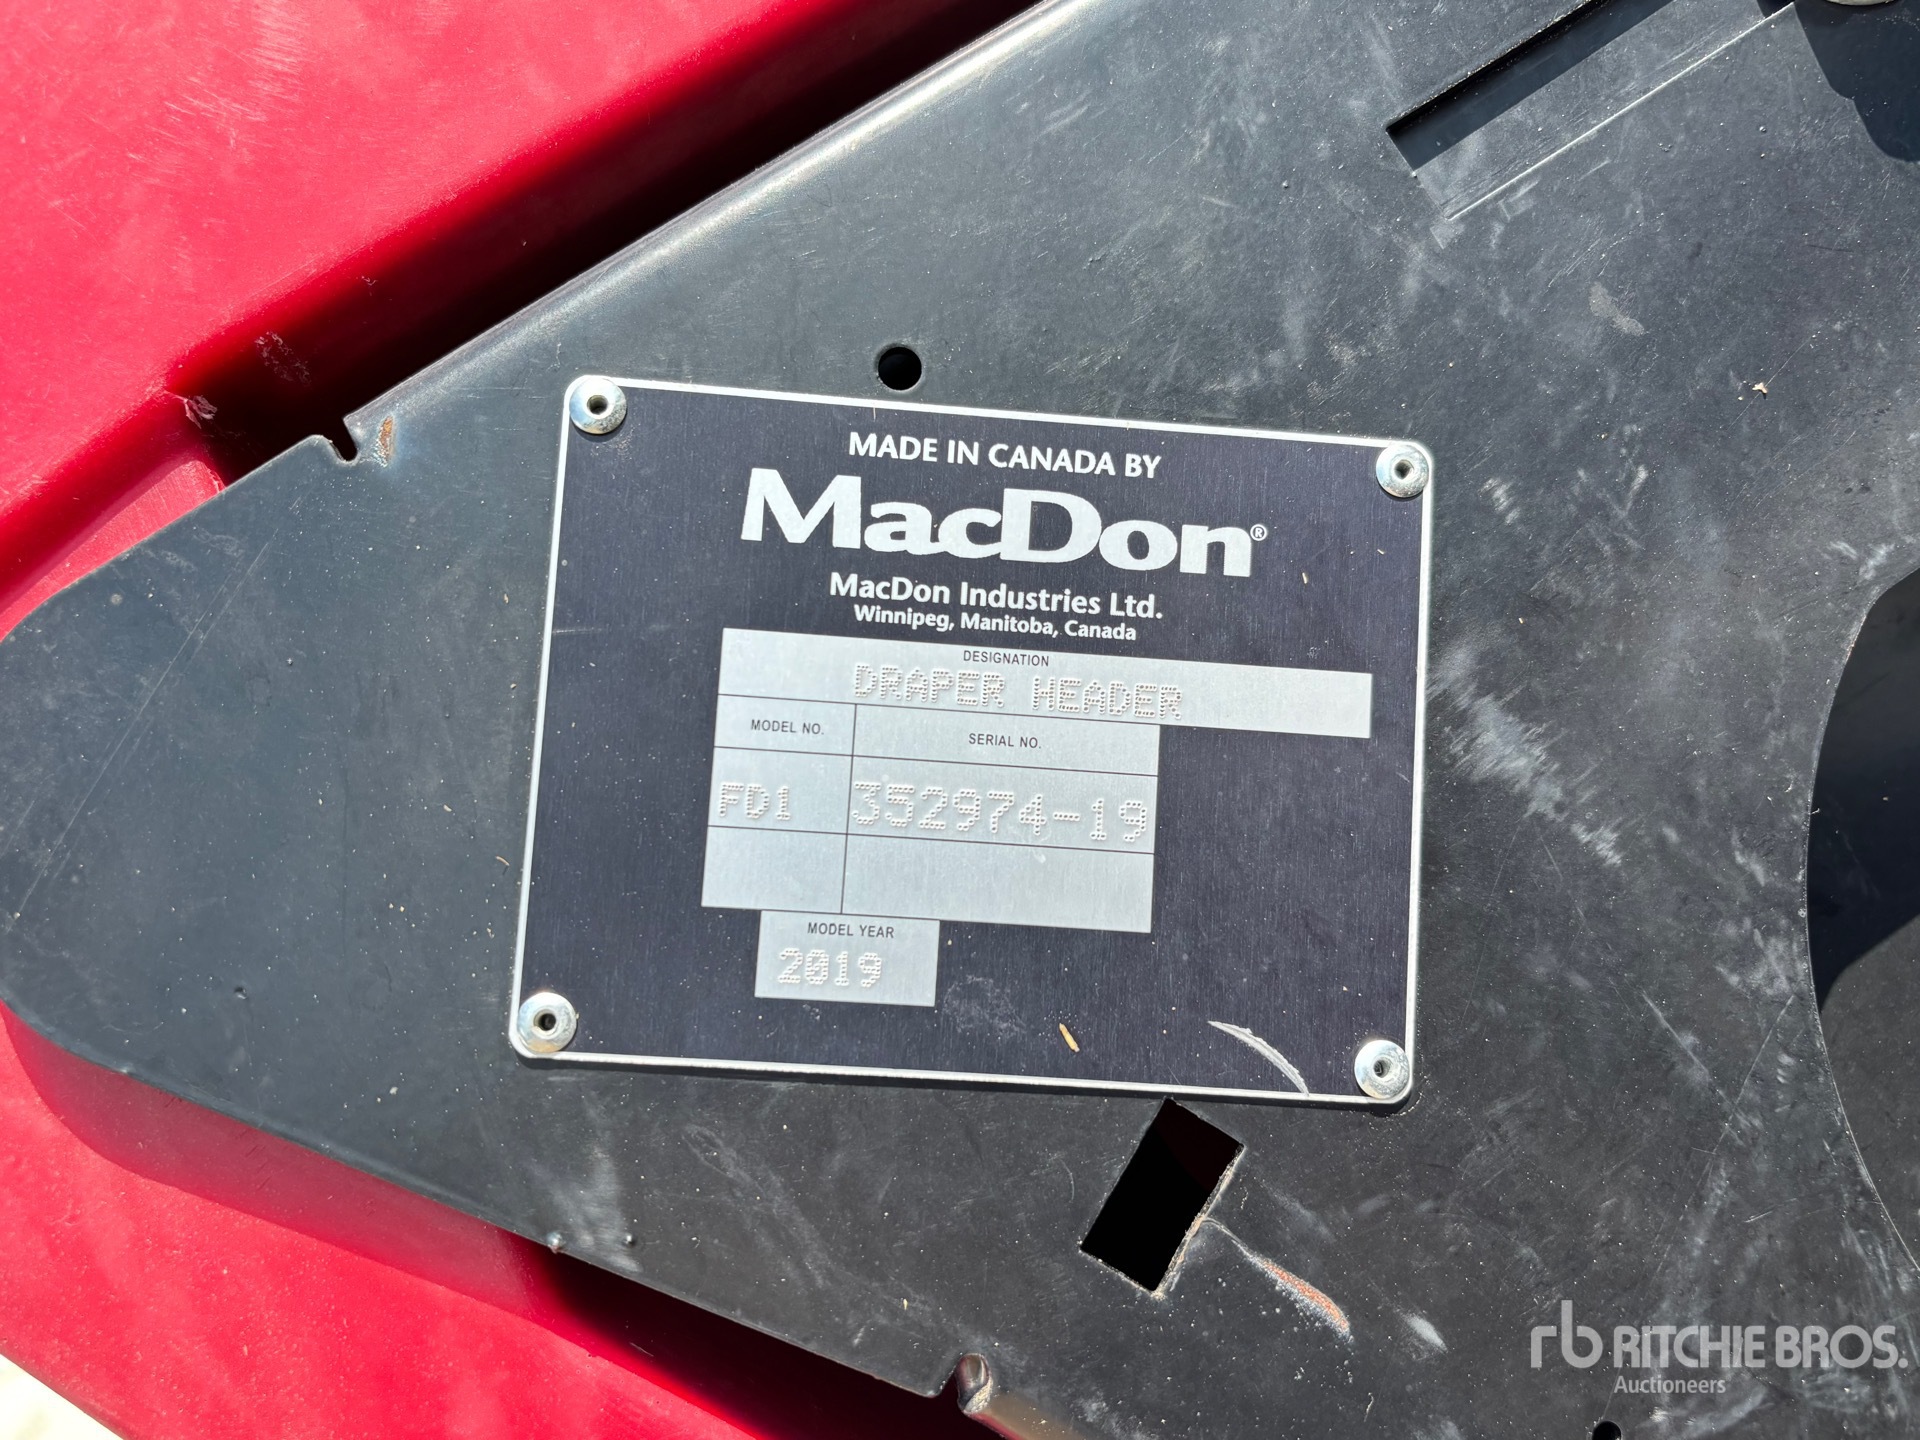 MADE IN CANADA BY
MacDon®
MacDon Industries Ltd.
Winnipeg, Manitoba, Canada
DESIGNATION
DRAPER HEADER
MODEL NO. SERIAL NO.
FD1 352974-19
MODEL YEAR
2019
rb RITCHIE BROS.
Auctioneers